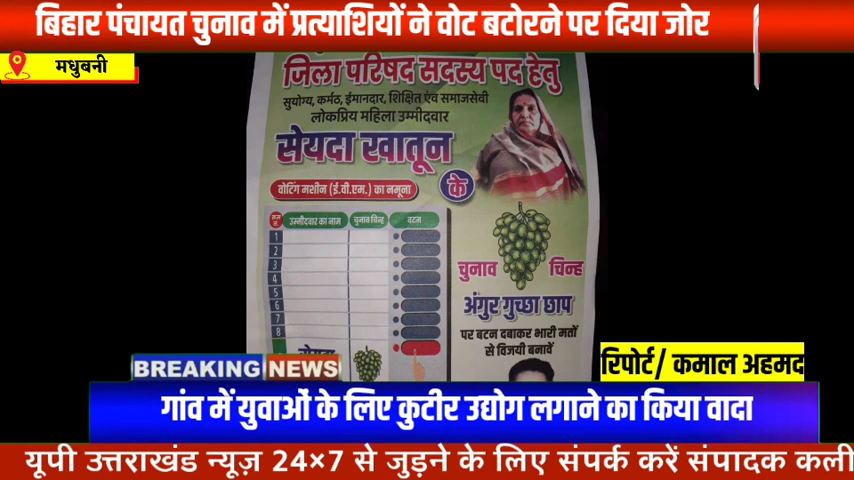 बिहार पंचायत चुनाव में प्रत्याशियों ने वोट बटोरने पर दिया जोर
मधुबनी
जिला परिषद सदस्य पद हेतु
सुयोग्य, कर्मठ, ईमानदार, शिक्षित एवं समाजसेवी
लोकप्रिय महिला उम्मीदवार
सेयदा खातून
वोटिंग मशीन (ई.वी.एम.) का नमूना
के
उम्मीदवार का नाम
चुनाव चिन्ह
बटन
1
2
3
4
5
6
7
8
चुनाव चिन्ह
अंगुर गुच्छा छाप
पर बटन दबाकर भारी मतों
से विजयी बनावें
सेयदा
रिपोर्ट/ कमाल अहमद
BREAKING NEWS
गांव में युवाओं के लिए कुटीर उद्योग लगाने का किया वादा
यूपी उत्तराखंड न्यूज़ 24×7 से जुड़ने के लिए संपर्क करें संपादक कली